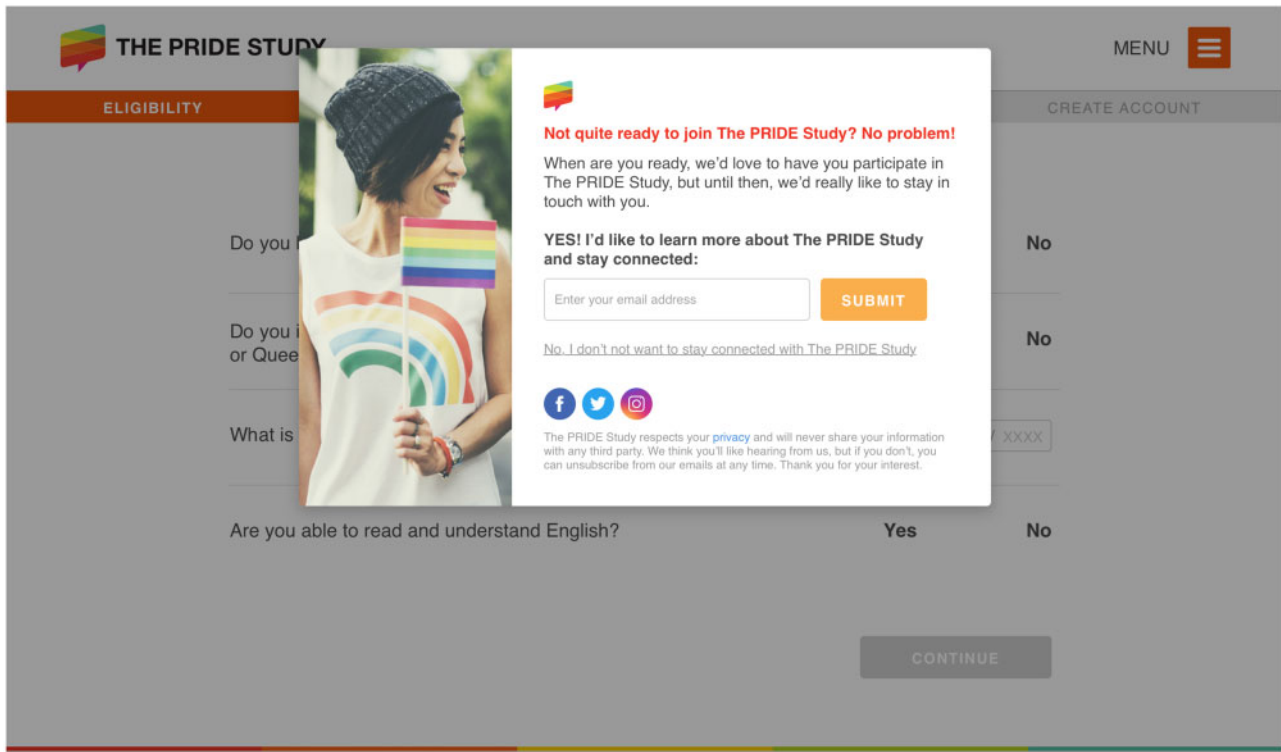 THE PRIDE STUDY
MENU
ELIGIBILITY
CREATE ACCOUNT
Not quite ready to join The PRIDE Study? No problem!
When are you ready, we'd love to have you participate in
The PRIDE Study, but until then, we'd really like to stay in
touch with you.
YES! I'd like to learn more about The PRIDE Study
and stay connected:
Enter your email address
SUBMIT
No, I don't not want to stay connected with The PRIDE Study
The PRIDE Study respects your privacy and will never share your information
with any third party. We think you'll like hearing from us, but if you don't, you
can unsubscribe from our emails at any time. Thank you for your interest.
Do you
No
Do you
or
No
What is
/ XXXX
Are you able to read and understand English?
Yes
No
CONTINUE